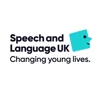 Speech and
Language UK
Changing young lives.